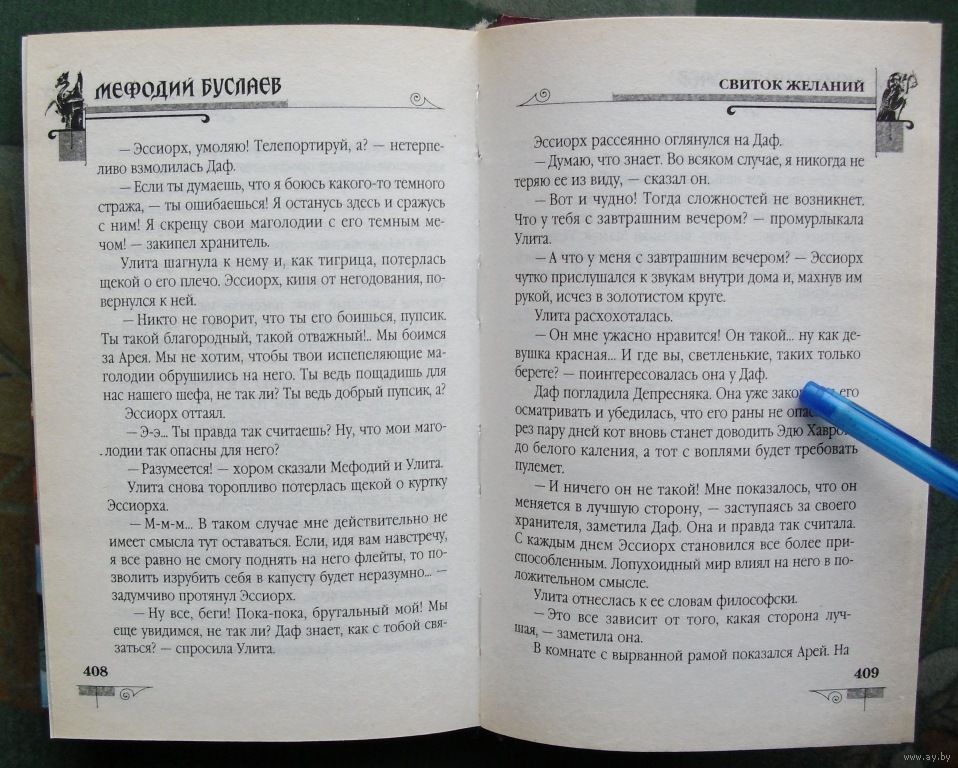 МЕФОДИЙ БУСЛАЕВ
— Эссиорх, умоляю! Телепортируй, а? — нетерпе-
ливо взмолилась Даф.
— Если ты думаешь, что я боюсь какого-то темного
стража, — ты ошибаешься! Я останусь здесь и сражусь
с ним! Я скрещу свои маголодии с его темным ме-
чом! — закипел хранитель.
Улита шагнула к нему и, как тигрица, потерлась
щекой о его плечо. Эссиорх, кипя от негодования, по-
вернулся к ней.
— Никто не говорит, что ты его боишься, пупсик.
Ты такой благородный, такой отважный!.. Мы боимся
за Арея. Мы не хотим, чтобы твои испепеляющие ма-
голодии обрушились на него. Ты ведь пощадишь для
нас нашего шефа, не так ли? Ты ведь добрый пупсик, а?
Эссиорх оттаял.
— Э-э... Ты правда так считаешь? Ну, что мои маго-
лодии так опасны для него?
— Разумеется! — хором сказали Мефодий и Улита.
Улита снова торопливо потерлась щекой о куртку
Эссиорха.
— М-м-м... В таком случае мне действительно не
имеет смысла тут оставаться. Если, идя вам навстречу,
я все равно не смогу поднять на него флейты, то по-
зволить изрубить себя в капусту будет неразумно... —
задумчиво протянул Эссиорх.
— Ну все, беги! Пока-пока, брутальный мой! Мы
еще увидимся, не так ли? Даф знает, как с тобой свя-
заться? — спросила Улита.
408
СВИТОК ЖЕЛАНИЙ
Эссиорх рассеянно оглянулся на Даф.
— Думаю, что знает. Во всяком случае, я никогда не
теряю ее из виду, — сказал он.
— Вот и чудно! Тогда сложностей не возникнет.
Что у тебя с завтрашним вечером? — промурлыкала
Улита.
— А что у меня с завтрашним вечером? — Эссиорх
чутко прислушался к звукам внутри дома и, махнув им
рукой, исчез в золотистом круге.
Улита расхохоталась.
— Он мне ужасно нравится! Он такой... ну как де-
вушка красная... И где вы, светленькие, таких только
берете? — поинтересовалась она у Даф.
Даф погладила Депресняка. Она уже его
осматривать и убедилась, что его раны не
рез пару дней кот вновь станет доводить Эдю
до белого каления, а тот с воплями будет требовать
пулемет.
— И ничего он не такой! Мне показалось, что он
меняется в лучшую сторону, — заступаясь за своего
хранителя, заметила Даф. Она и правда так считала.
С каждым днем Эссиорх становился все более при-
способленным. Лопухоидный мир влиял на него в по-
ложительном смысле.
Улита отнеслась к ее словам философски.
— Это все зависит от того, какая сторона луч-
шая, — заметила она.
В комнате с вырванной рамой показался Арей. На
409
www.ay.by